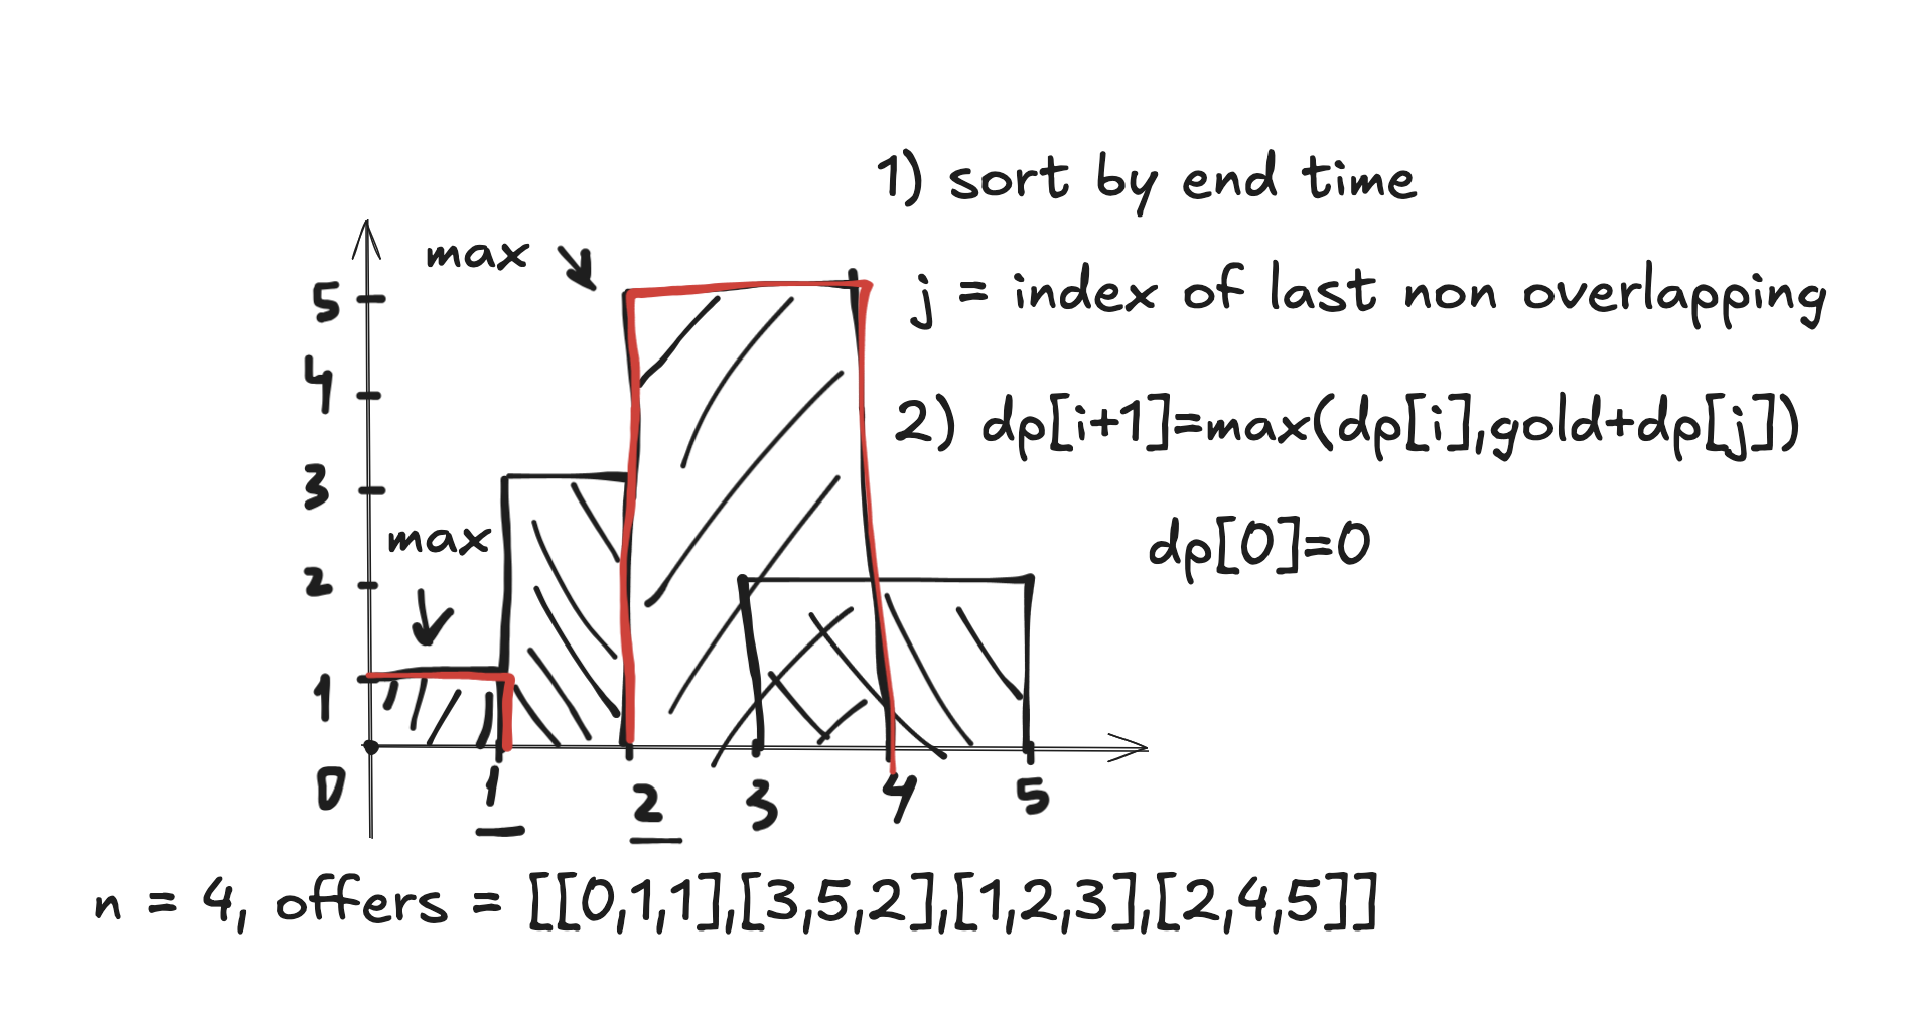 1) sort by end time
max
j = index of last non overlapping
5
4
2) dp[i+1]=max(dp[i],gold+dp[j])
3
max
dp[0]=0
2
1
0 1 2 3 4 5
n = 4, offers = [[0,1,1],[3,5,2],[1,2,3],[2,4,5]]